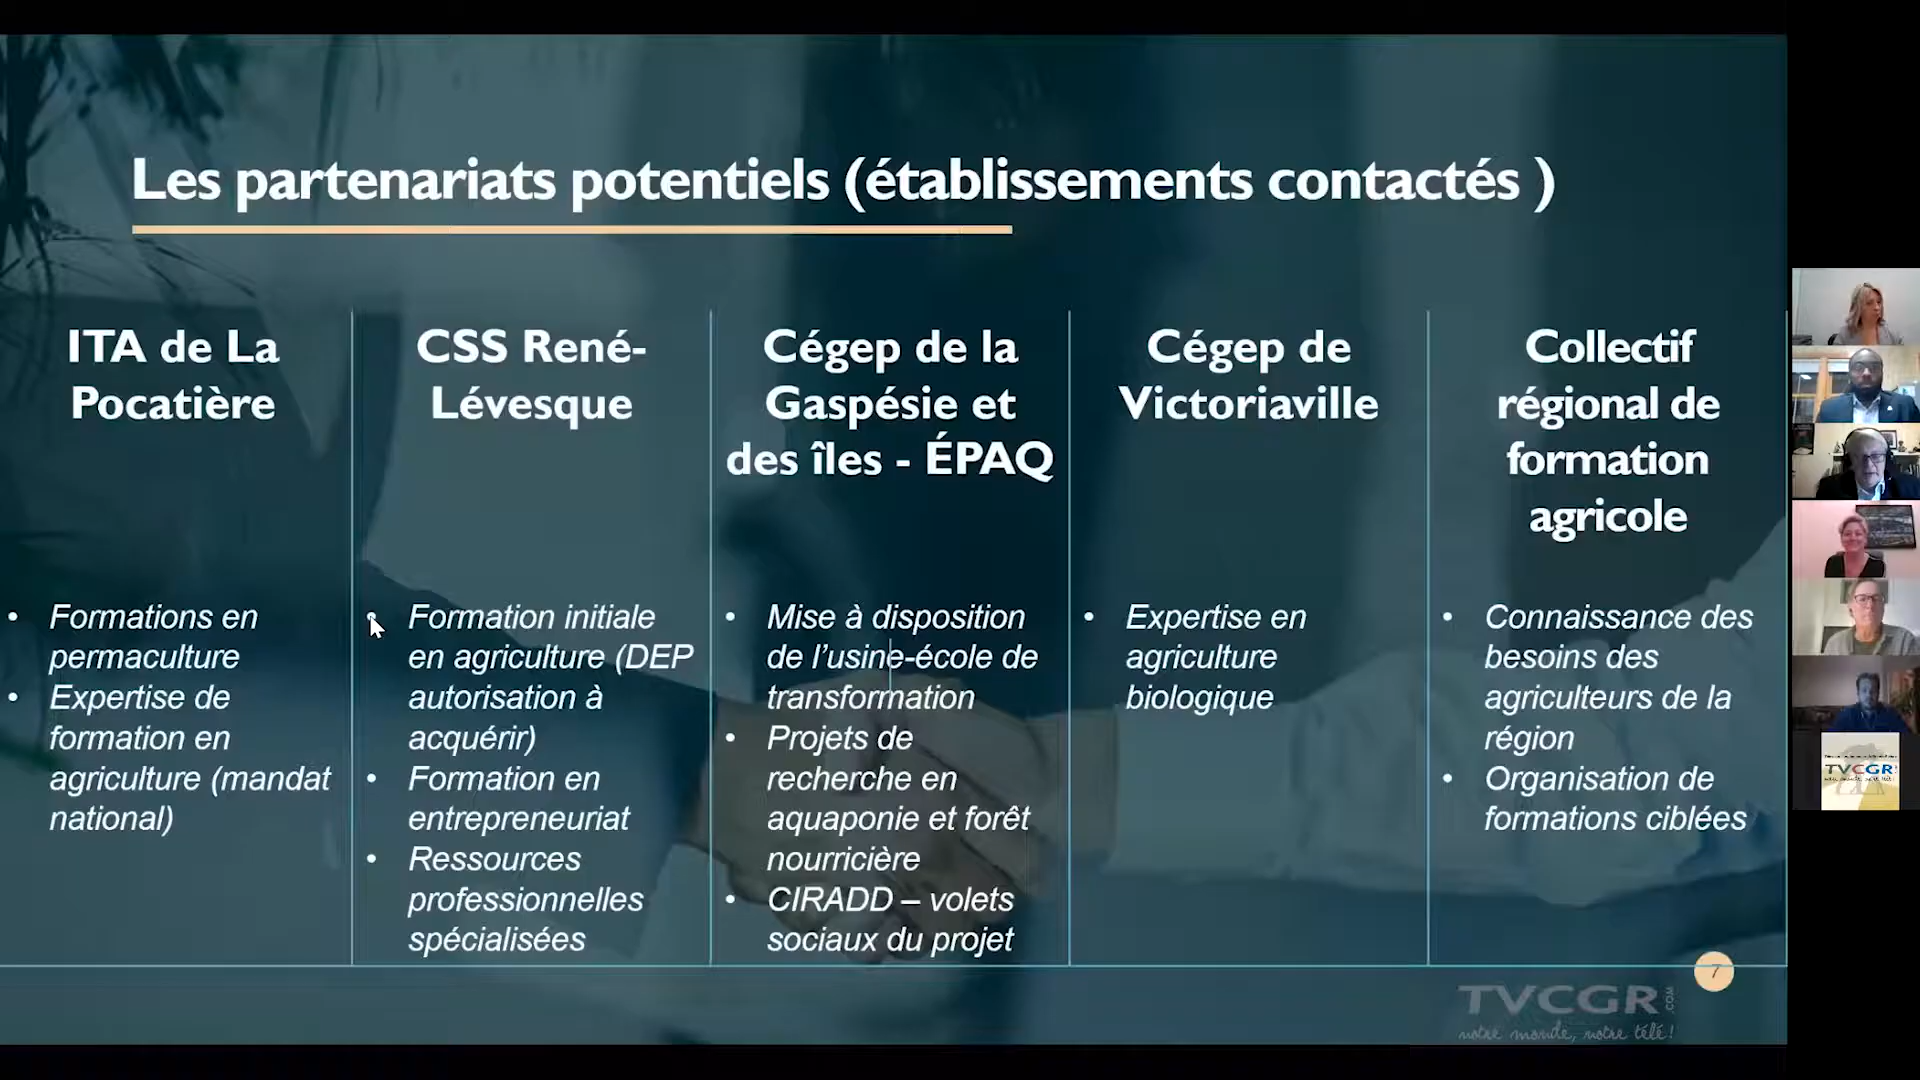 Les partenariats potentiels (établissements contactés )
ITA de La
Pocatière
• Formations en
permaculture
• Expertise de
formation en
agriculture (mandat
national)
CSS René-
Lévesque
• Formation initiale
en agriculture (DEP
autorisation à
acquérir)
• Formation en
entrepreneuriat
• Ressources
professionnelles
spécialisées
Cégep de la
Gaspésie et
des îles - ÉPAQ
• Mise à disposition
de l’usine-école de
transformation
• Projets de
recherche en
aquaponie et forêt
nourricière
• CIRADD – volets
sociaux du projet
Cégep de
Victoriaville
• Expertise en
agriculture
biologique
Collectif
régional de
formation
agricole
• Connaissance des
besoins des
agriculteurs de la
région
• Organisation de
formations ciblées
7
TVCGR.COM
notre monde, notre télé!
TVCGR